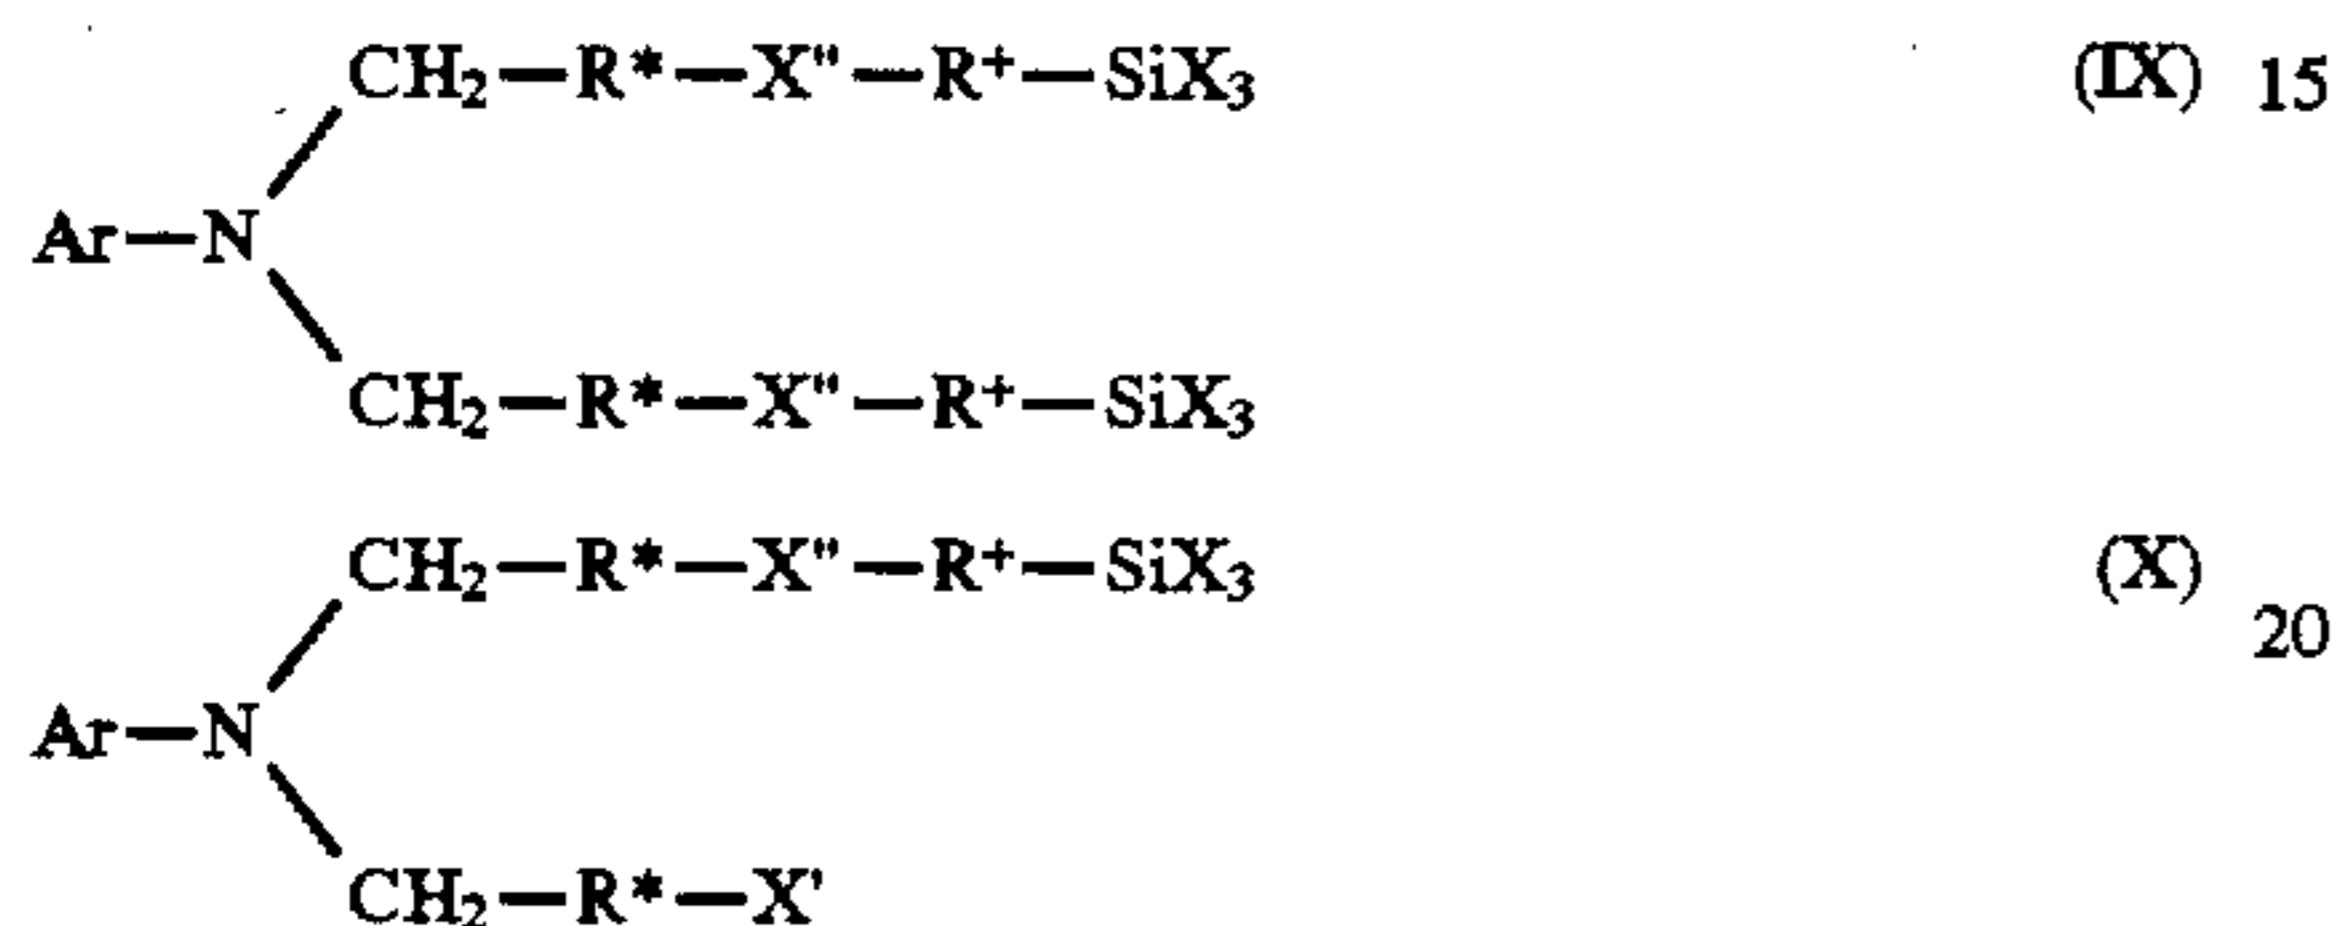 CH₂—R*—X"—R⁺—SiX₃ (IX) 15
Ar—N
CH₂—R*—X"—R⁺—SiX₃
CH₂—R*—X"—R⁺—SiX₃ (X)
20
Ar—N
CH₂—R*—X'